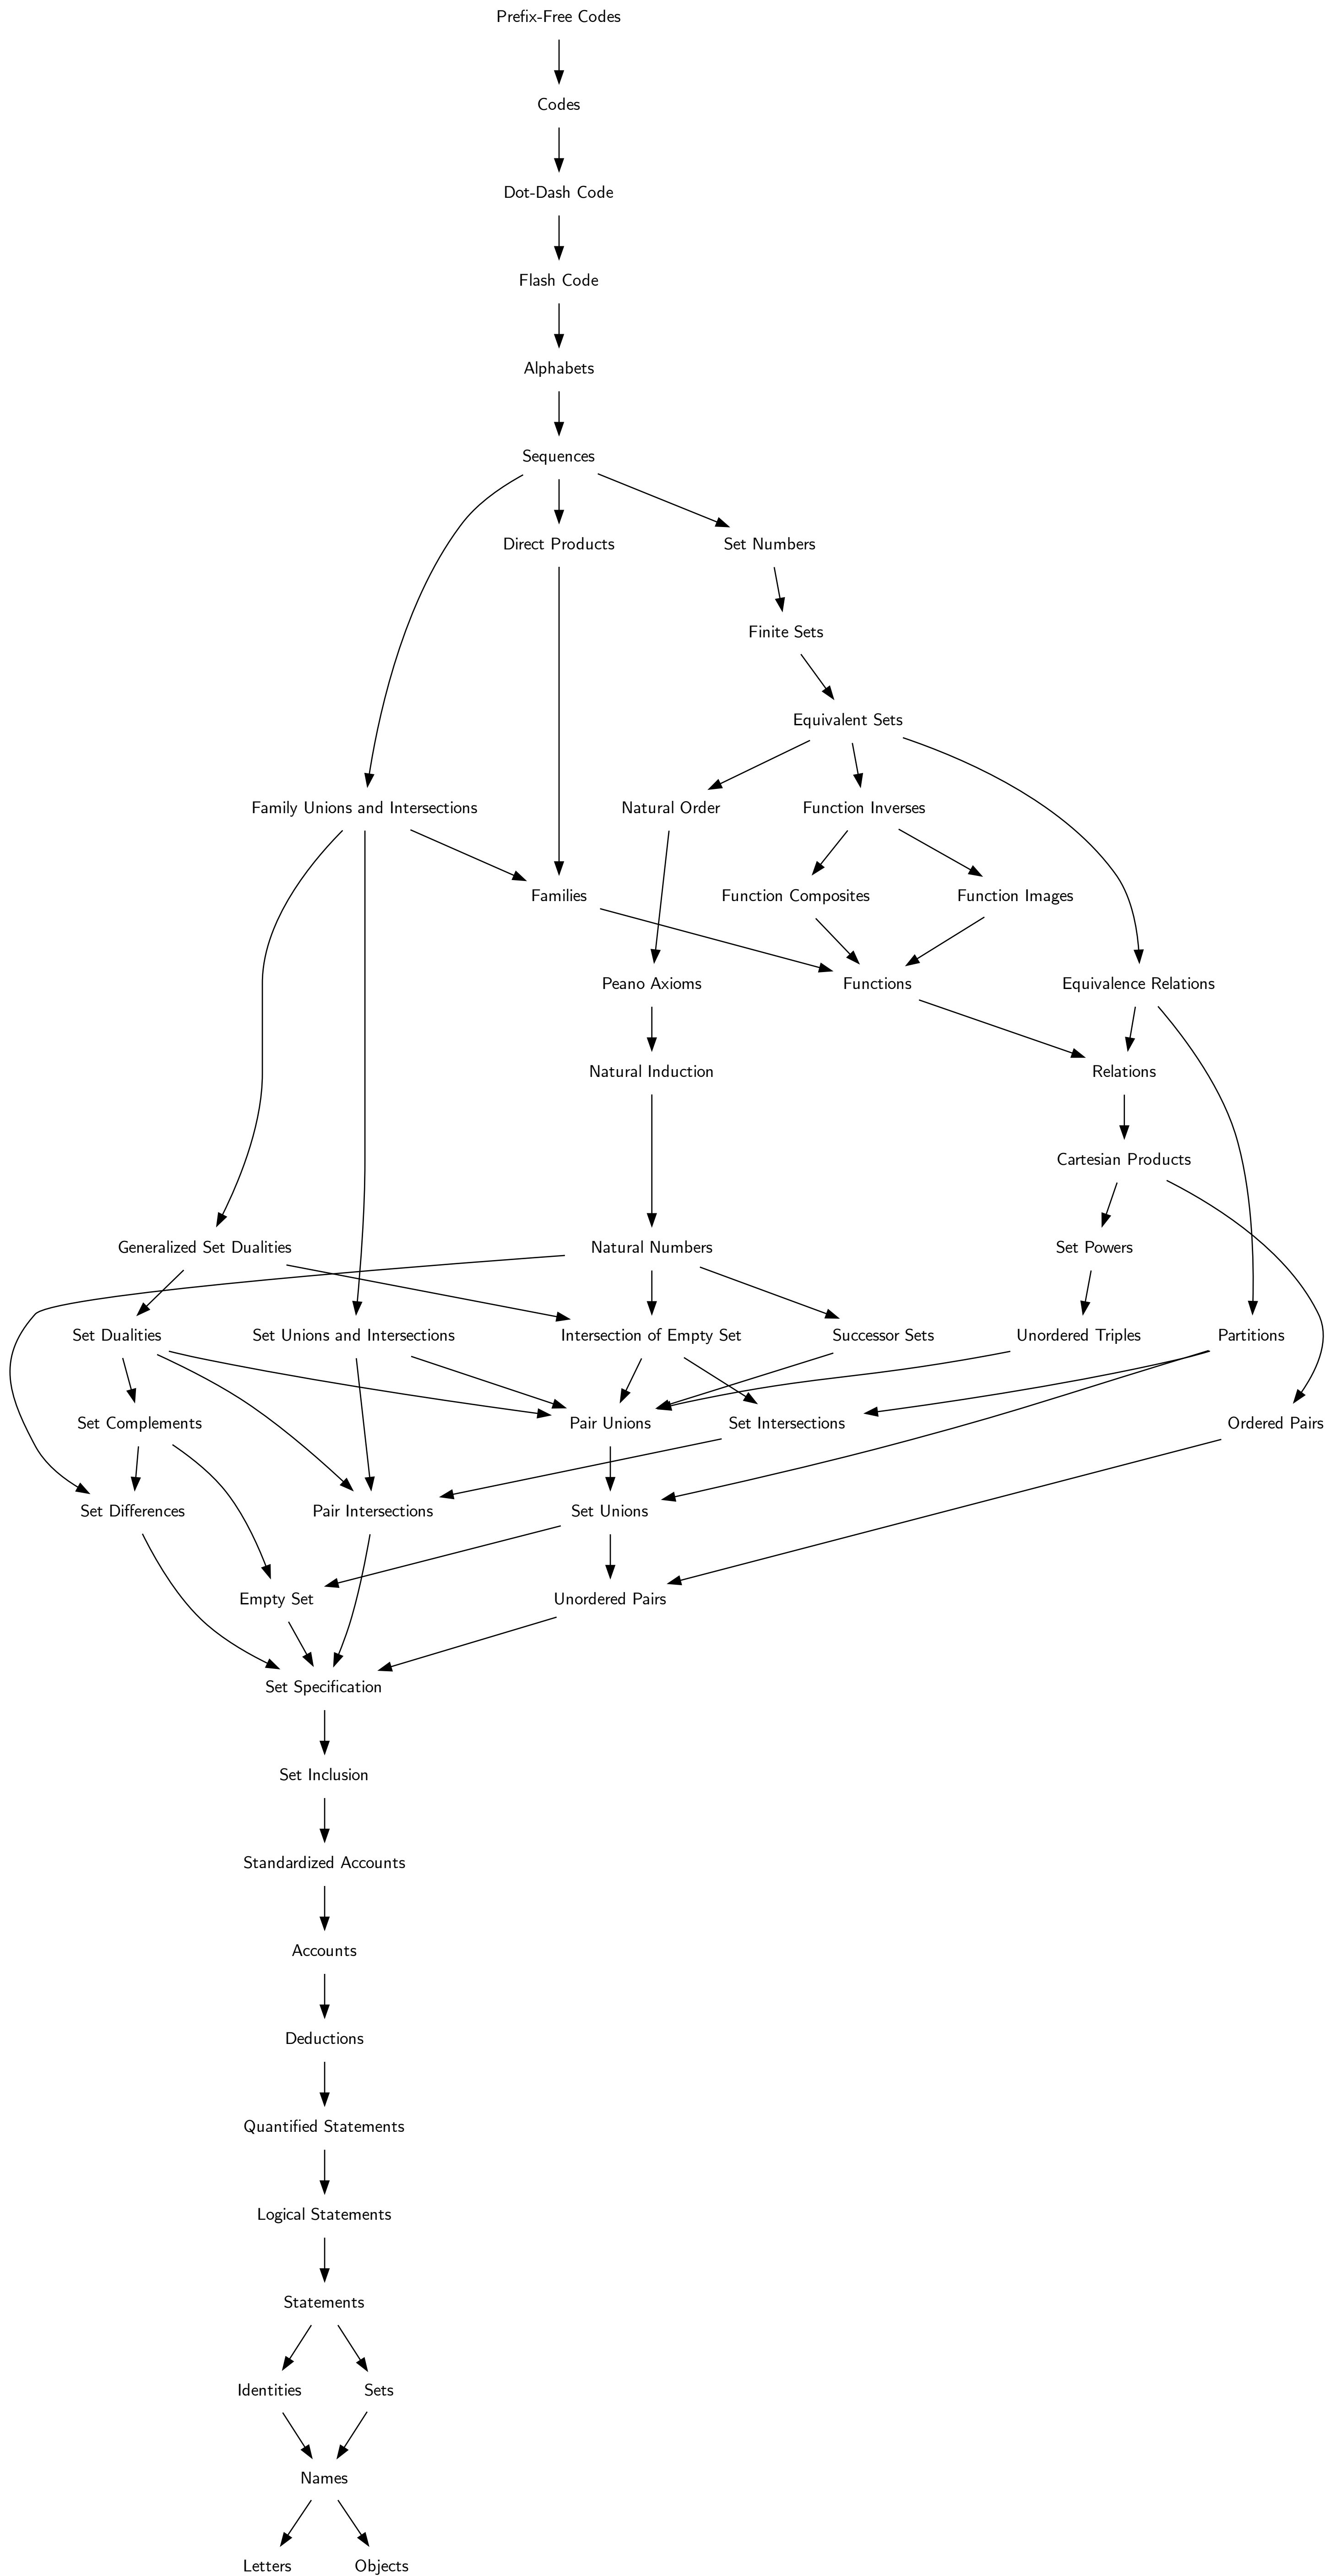 Prefix-Free Codes
Codes
Dot-Dash Code
Flash Code
Alphabets
Sequences
Direct Products
Set Numbers
Finite Sets
Equivalent Sets
Family Unions and Intersections
Natural Order
Function Inverses
Families
Function Composites
Function Images
Peano Axioms
Functions
Equivalence Relations
Natural Induction
Relations
Cartesian Products
Generalized Set Dualities
Natural Numbers
Set Powers
Set Dualities
Set Unions and Intersections
Intersection of Empty Set
Successor Sets
Unordered Triples
Partitions
Set Complements
Pair Unions
Set Intersections
Ordered Pairs
Set Differences
Pair Intersections
Set Unions
Empty Set
Unordered Pairs
Set Specification
Set Inclusion
Standardized Accounts
Accounts
Deductions
Quantified Statements
Logical Statements
Statements
Identities
Sets
Names
Letters
Objects